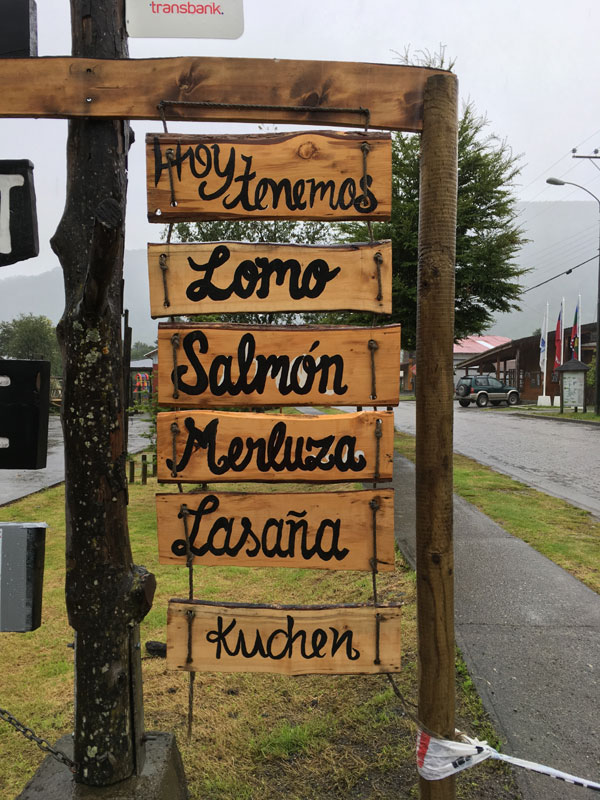 transbank.
Hoy tenemos
Lomo
Salmón
Merluza
Lasaña
Kuchen